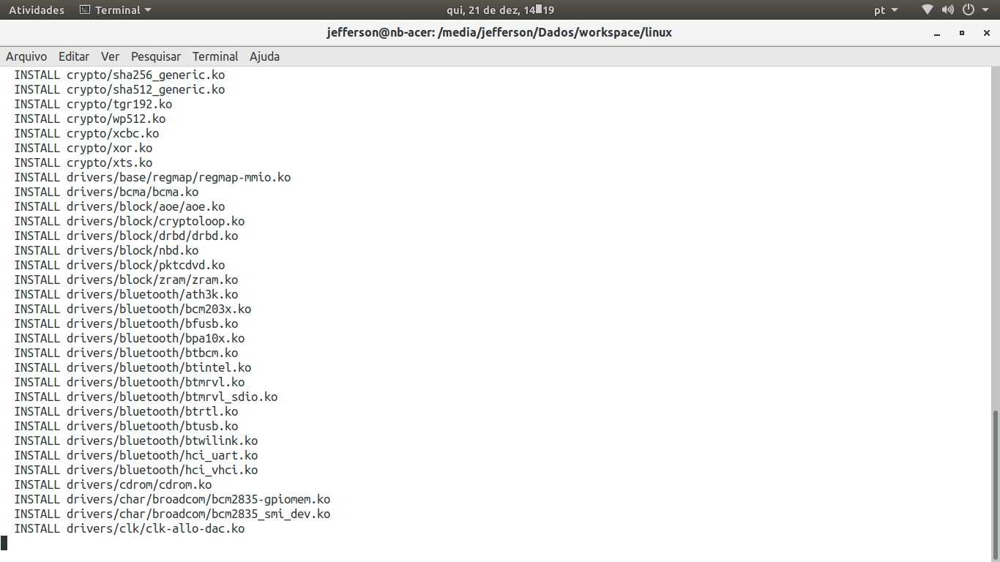 Atividades Terminal qui, 21 de dez, 14 19 pt
jefferson@nb-acer: /media/jefferson/Dados/workspace/linux
Arquivo Editar Ver Pesquisar Terminal Ajuda
INSTALL crypto/sha256_generic.ko
INSTALL crypto/sha512_generic.ko
INSTALL crypto/tgr192.ko
INSTALL crypto/wp512.ko
INSTALL crypto/xcbc.ko
INSTALL crypto/xor.ko
INSTALL crypto/xts.ko
INSTALL drivers/base/regmap/regmap-mmio.ko
INSTALL drivers/bcma/bcma.ko
INSTALL drivers/block/aoe/aoe.ko
INSTALL drivers/block/cryptoloop.ko
INSTALL drivers/block/drbd/drbd.ko
INSTALL drivers/block/nbd.ko
INSTALL drivers/block/pktcdvd.ko
INSTALL drivers/block/zram/zram.ko
INSTALL drivers/bluetooth/ath3k.ko
INSTALL drivers/bluetooth/bcm203x.ko
INSTALL drivers/bluetooth/bfusb.ko
INSTALL drivers/bluetooth/bpa10x.ko
INSTALL drivers/bluetooth/btbcm.ko
INSTALL drivers/bluetooth/btintel.ko
INSTALL drivers/bluetooth/btmrvl.ko
INSTALL drivers/bluetooth/btmrvl_sdio.ko
INSTALL drivers/bluetooth/btrtl.ko
INSTALL drivers/bluetooth/btusb.ko
INSTALL drivers/bluetooth/btwilink.ko
INSTALL drivers/bluetooth/hci_uart.ko
INSTALL drivers/bluetooth/hci_vhci.ko
INSTALL drivers/cdrom/cdrom.ko
INSTALL drivers/char/broadcom/bcm2835-gpiomem.ko
INSTALL drivers/char/broadcom/bcm2835_smi_dev.ko
INSTALL drivers/clk/clk-allo-dac.ko